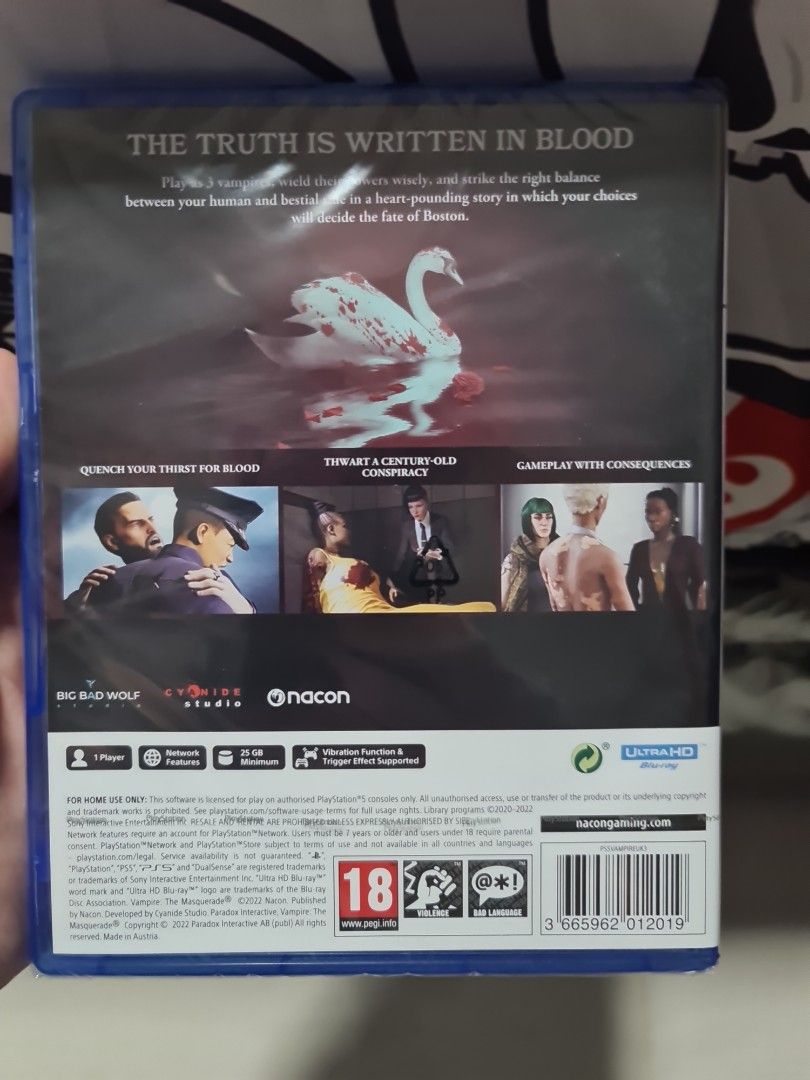 THE TRUTH IS WRITTEN IN BLOOD
Play as 3 vampires, wield their powers wisely, and strike the right balance
between your human and bestial side in a heart-pounding story in which your choices
will decide the fate of Boston.
QUENCH YOUR THIRST FOR BLOOD
THWART A CENTURY-OLD
CONSPIRACY
GAMEPLAY WITH CONSEQUENCES
PP
BIG BAD WOLF
studio
CYANIDE
studio
nacon
1 Player
Network
Features
25 GB
Minimum
Vibration Function &
Trigger Effect Supported
®
ULTRA HD™
Blu-ray
FOR HOME USE ONLY: This software is licensed for play on authorised PlayStation®5 consoles only. All unauthorised access, use or transfer of the product or its underlying copyright
and trademark works is prohibited. See playstation.com/software-usage-terms for full usage rights. Library programs ©2020-2022
Sony Interactive Entertainment Inc. RESALE AND RENTAL ARE PROHIBITED UNLESS EXPRESSLY AUTHORISED BY SIE.
Network features require an account for PlayStation™Network. Users must be 7 years or older and users under 18 require parental
consent. PlayStation™Network and PlayStation™Store subject to terms of use and not available in all countries and languages
- playstation.com/legal. Service availability is not guaranteed. "PS",
"PlayStation", "PS5", "PS5" and "DualSense" are registered trademarks
or trademarks of Sony Interactive Entertainment Inc. "Ultra HD Blu-ray™"
word mark and "Ultra HD Blu-ray™" logo are trademarks of the Blu-ray
Disc Association. Vampire: The Masquerade® ©2022 Nacon. Published
by Nacon. Developed by Cyanide Studio. Paradox Interactive, Vampire: The
Masquerade® Copyright © 2022 Paradox Interactive AB (publ) All rights
reserved. Made in Austria.
nacongaming.com
18
www.pegi.info
VIOLENCE
™
@*!
BAD LANGUAGE
™
PS5VAMPIREUK3
3 665962 012019